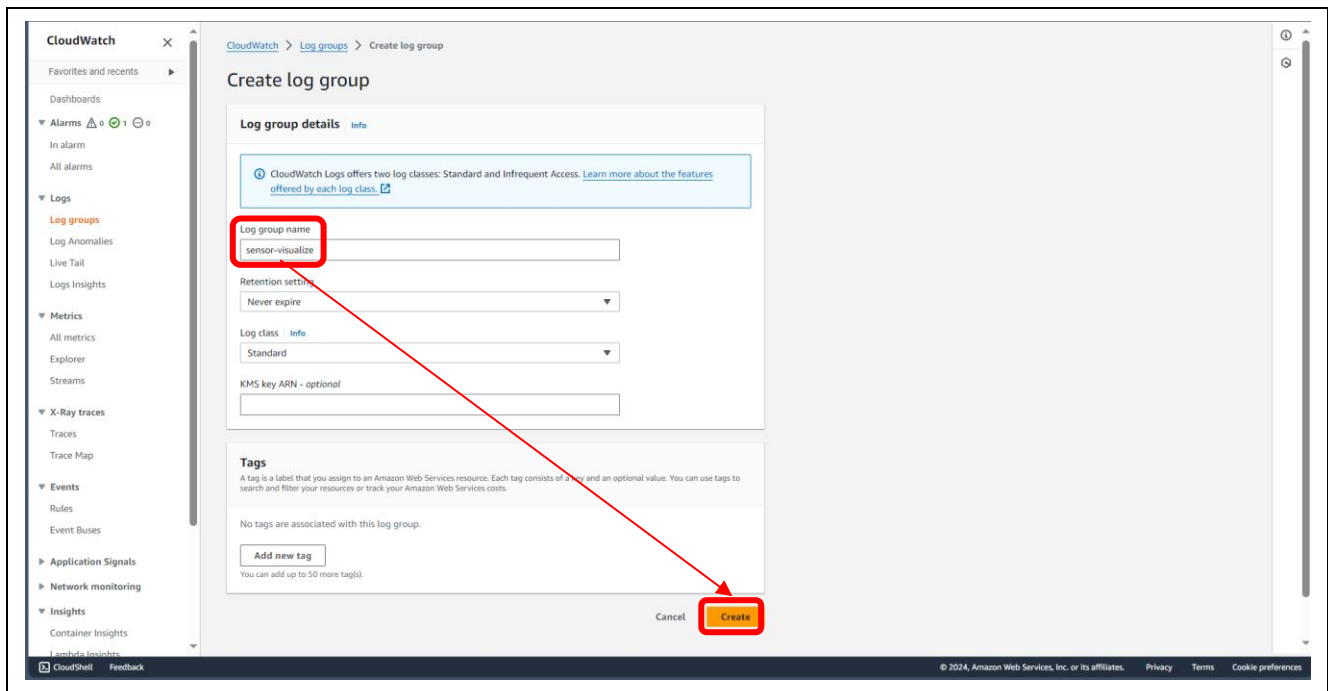 CloudWatch
Favorites and recents
Dashboards
Alarms 0 1 0
In alarm
All alarms
Logs
Log groups
Log Anomalies
Live Tail
Logs Insights
Metrics
All metrics
Explorer
Streams
X-Ray traces
Traces
Trace Map
Events
Rules
Event Buses
Application Signals
Network monitoring
Insights
Container Insights
Lambda Insights
CloudWatch > Log groups > Create log group
Create log group
Log group details Info
CloudWatch Logs offers two log classes: Standard and Infrequent Access. Learn more about the features
offered by each log class.
Log group name
sensor-visualize
Retention setting
Never expire
Log class Info
Standard
KMS key ARN - optional
Tags
A tag is a label that you assign to an Amazon Web Services resource. Each tag consists of a key and an optional value. You can use tags to
search and filter your resources or track your Amazon Web Services costs.
No tags are associated with this log group.
Add new tag
You can add up to 50 more tag(s).
Cancel Create
CloudShell Feedback © 2024, Amazon Web Services, Inc. or its affiliates. Privacy Terms Cookie preferences